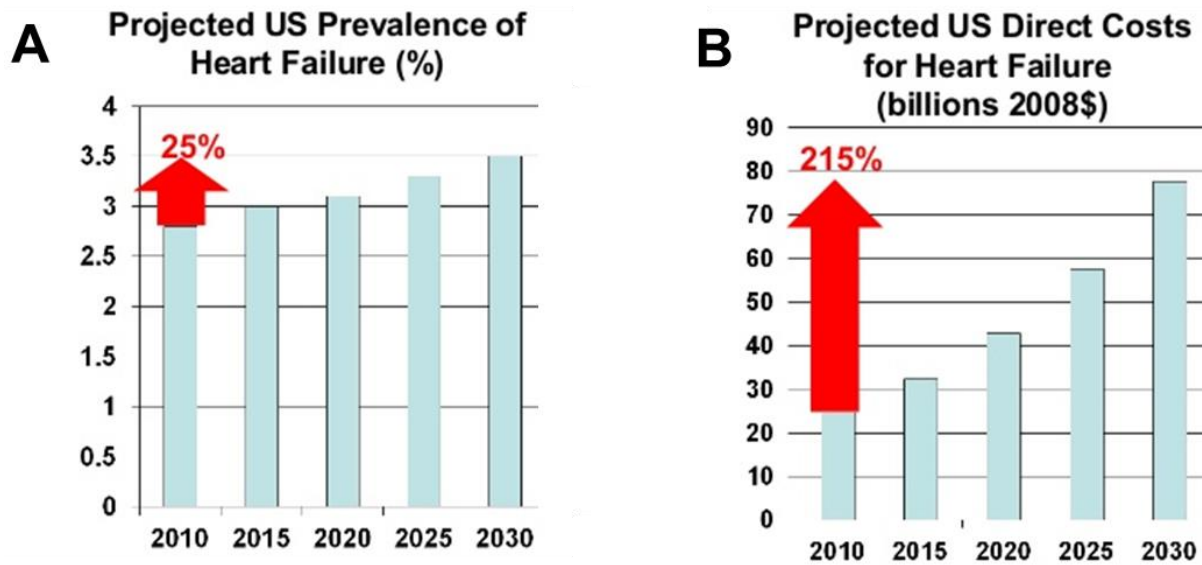 A
Projected US Prevalence of
Heart Failure (%)
4
3.5
3
2.5
2
1.5
1
0.5
0
25%
2010 2015 2020 2025 2030
B
Projected US Direct Costs
for Heart Failure
(billions 2008$)
90
80
70
60
50
40
30
20
10
0
215%
2010 2015 2020 2025 2030